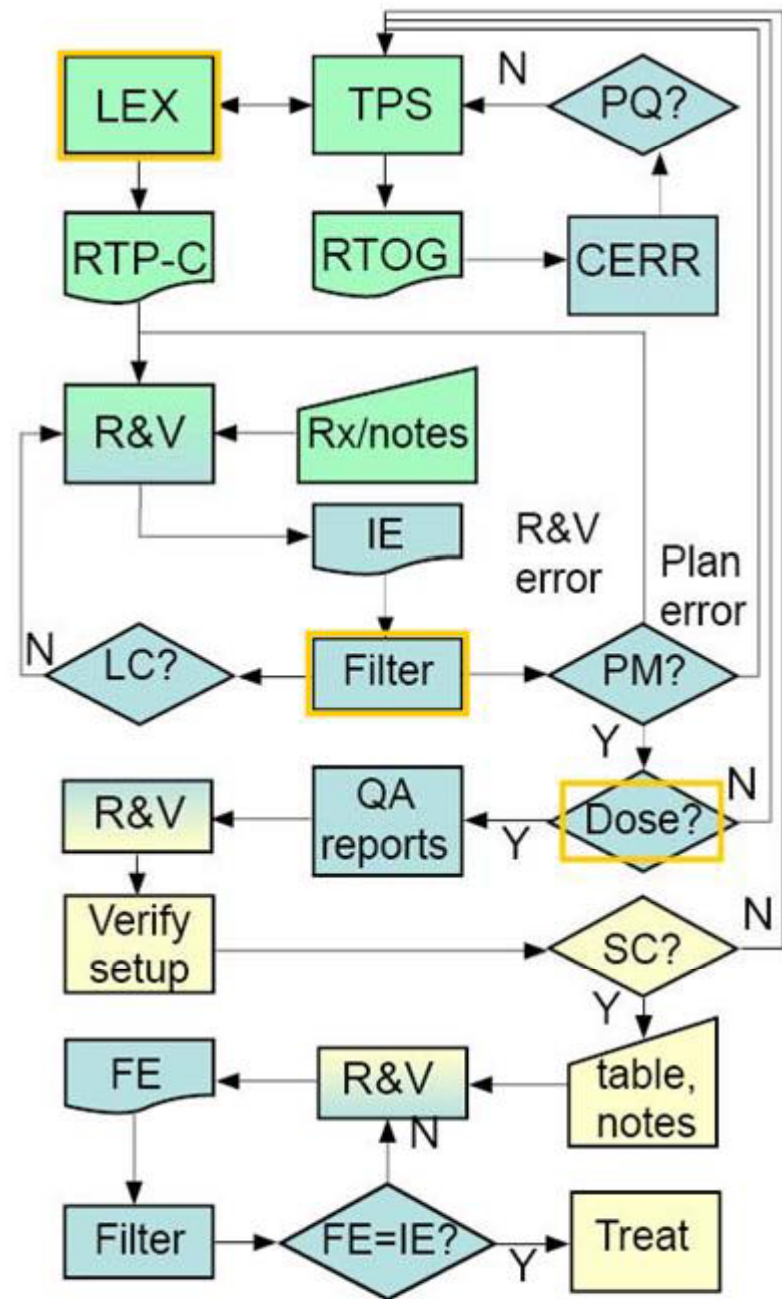 LEX
TPS
N
PQ?
RTP-C
RTOG
CERR
R&V
Rx/notes
IE
R&V
error
Plan
error
N
LC?
Filter
PM?
Y
R&V
QA
reports
Y
Dose?
N
Verify
setup
SC?
N
Y
FE
R&V
table,
notes
N
Filter
FE=IE?
Y
Treat